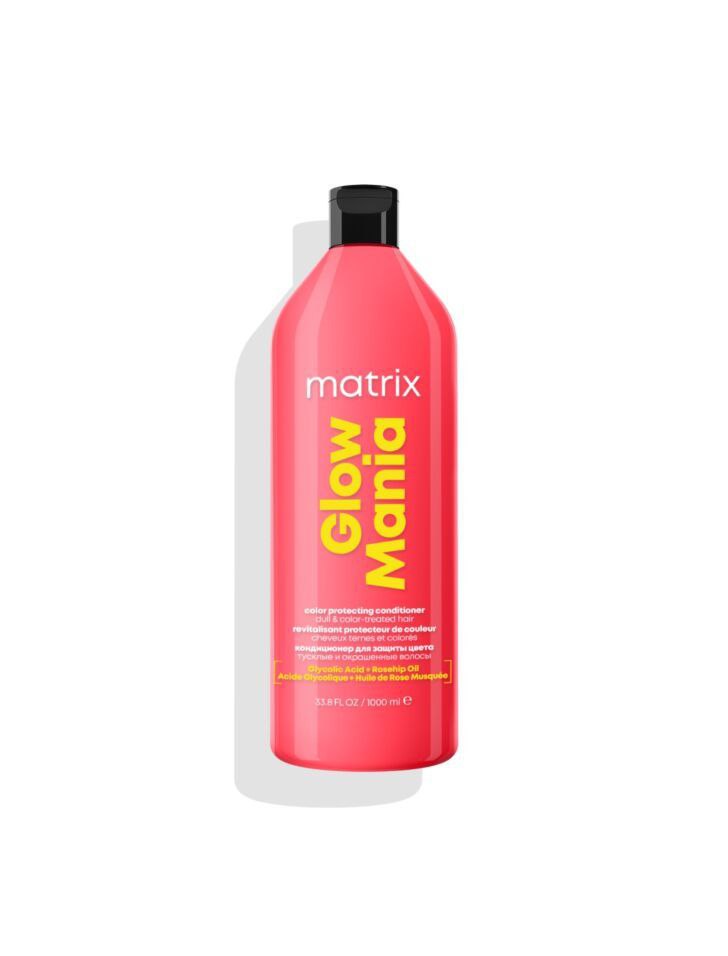 matrix
Glow
Mania
color protecting conditioner
dull & color-treated hair
revitalisant protecteur de couleur
cheveux ternes et colorés
кондиционер для защиты цвета
тусклые и окрашенные волосы
Glycolic Acid + Rosehip Oil
Acide Glycolique + Huile de Rose Musquée
33.8 FL OZ / 1000 ml ℮